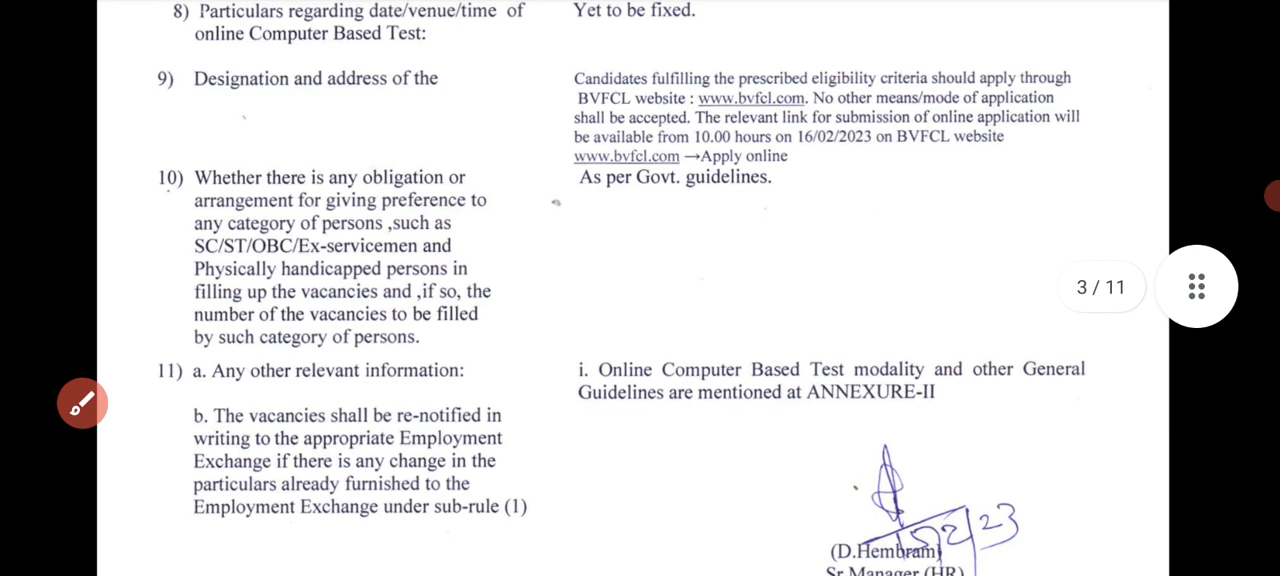 8) Particulars regarding date/venue/time of
online Computer Based Test:
Yet to be fixed.
9) Designation and address of the
Candidates fulfilling the prescribed eligibility criteria should apply through
BVFCL website : www.bvfcl.com. No other means/mode of application
shall be accepted. The relevant link for submission of online application will
be available from 10.00 hours on 16/02/2023 on BVFCL website
www.bvfcl.com →Apply online
10) Whether there is any obligation or
arrangement for giving preference to
any category of persons ,such as
SC/ST/OBC/Ex-servicemen and
Physically handicapped persons in
filling up the vacancies and ,if so, the
number of the vacancies to be filled
by such category of persons.
As per Govt. guidelines.
3 / 11
11) a. Any other relevant information:
i. Online Computer Based Test modality and other General
Guidelines are mentioned at ANNEXURE-II
b. The vacancies shall be re-notified in
writing to the appropriate Employment
Exchange if there is any change in the
particulars already furnished to the
Employment Exchange under sub-rule (1)
(D.Hembram)
Sr Manager (HR)